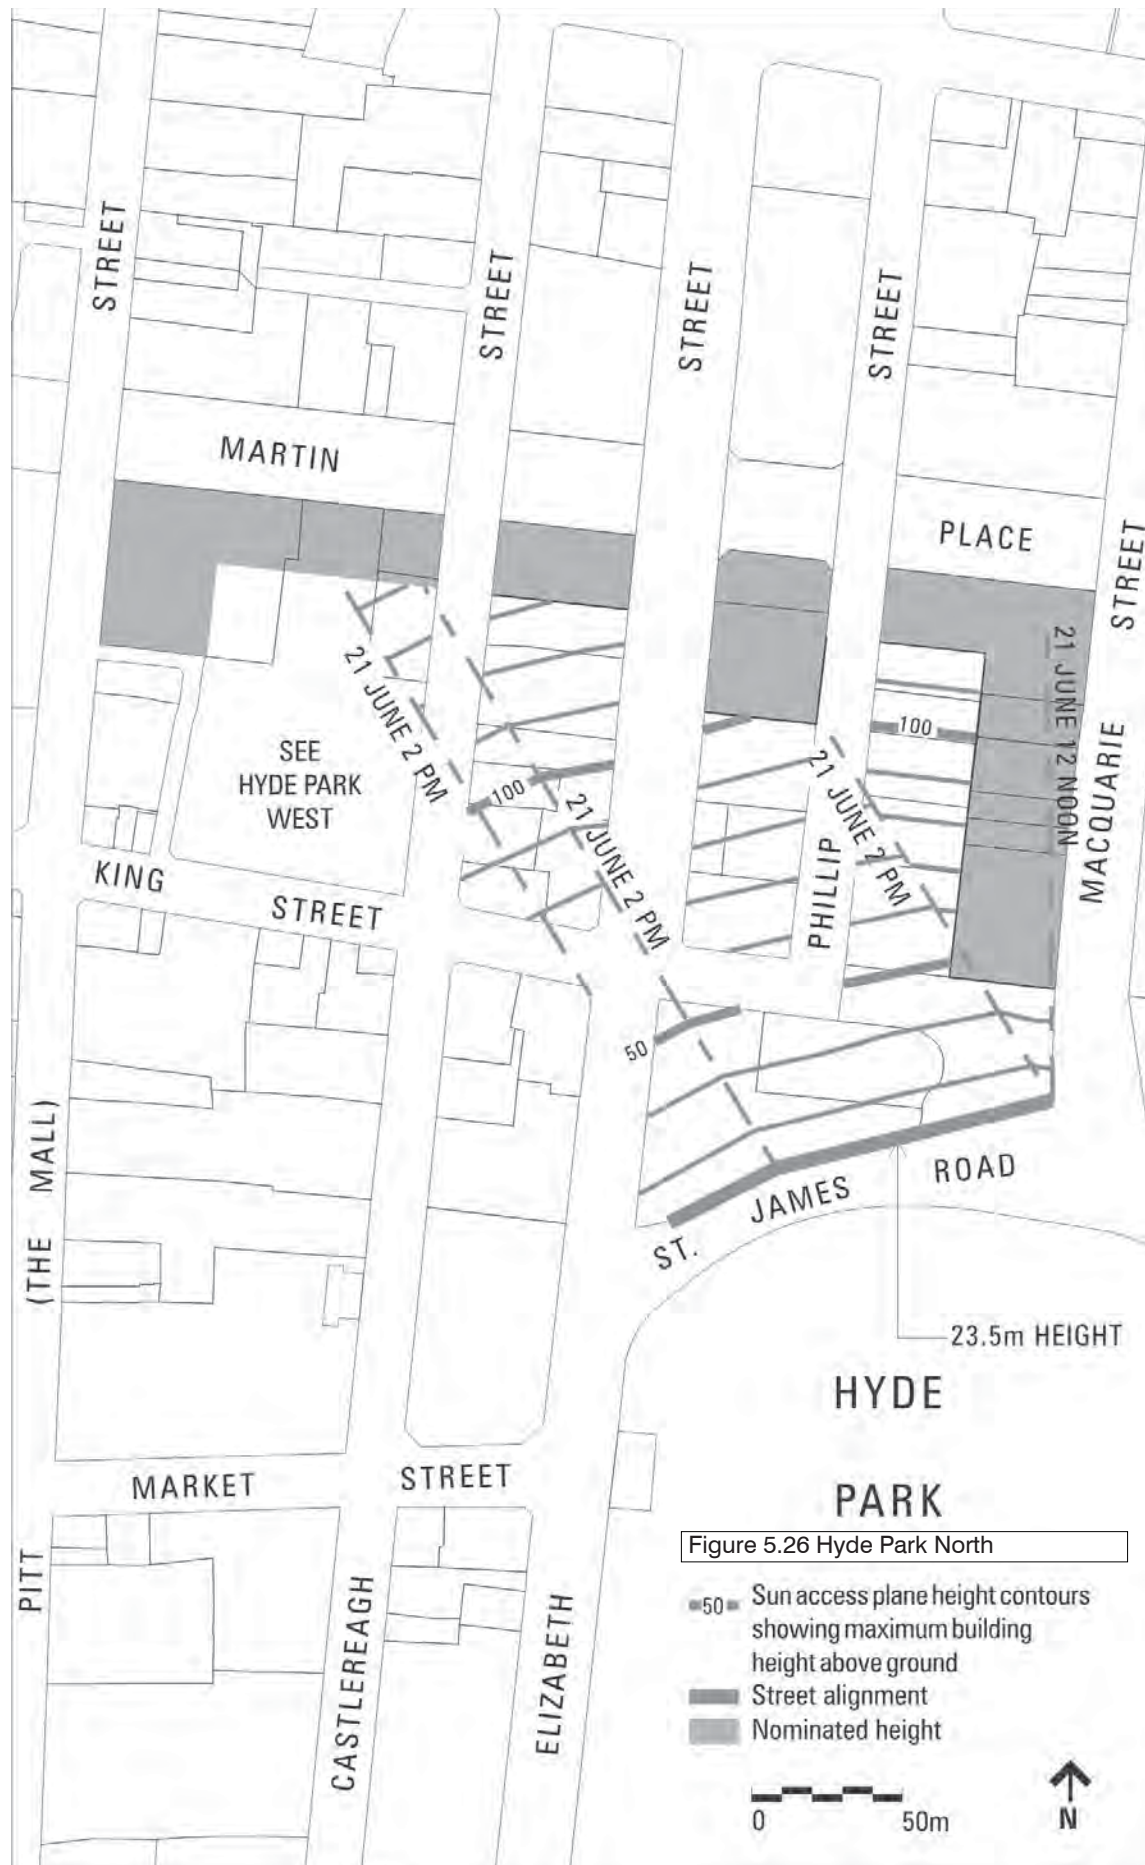 STREET
STREET
STREET
STREET
MARTIN
PLACE
STREET
21 JUNE 12 NOON
MACQUARIE
100
21 JUNE 2 PM
SEE
HYDE PARK
WEST
100
21 JUNE 2 PM
21 JUNE 2 PM
PHILLIP
KING
STREET
50
(THE MALL)
ST.
JAMES
ROAD
23.5m HEIGHT
HYDE
PARK
MARKET
STREET
PITT
CASTLEREAGH
ELIZABETH
Figure 5.26 Hyde Park North
50
Sun access plane height contours
showing maximum building
height above ground
Street alignment
Nominated height
0
50m
N